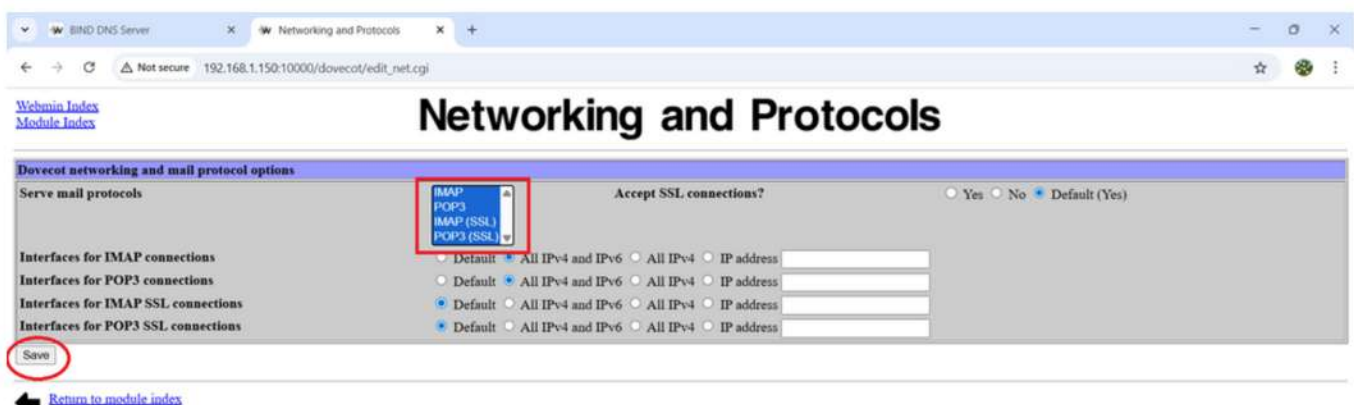 BIND DNS Server
Networking and Protocols
Not secure 192.168.1.150:10000/dovecot/edit_net.cgi
Webmin Index
Module Index
Networking and Protocols
Dovecot networking and mail protocol options
Serve mail protocols
IMAP
POP3
IMAP (SSL)
POP3 (SSL)
Accept SSL connections?
Yes No Default (Yes)
Interfaces for IMAP connections Default All IPv4 and IPv6 All IPv4 IP address
Interfaces for POP3 connections Default All IPv4 and IPv6 All IPv4 IP address
Interfaces for IMAP SSL connections Default All IPv4 and IPv6 All IPv4 IP address
Interfaces for POP3 SSL connections Default All IPv4 and IPv6 All IPv4 IP address
Save
Return to module index